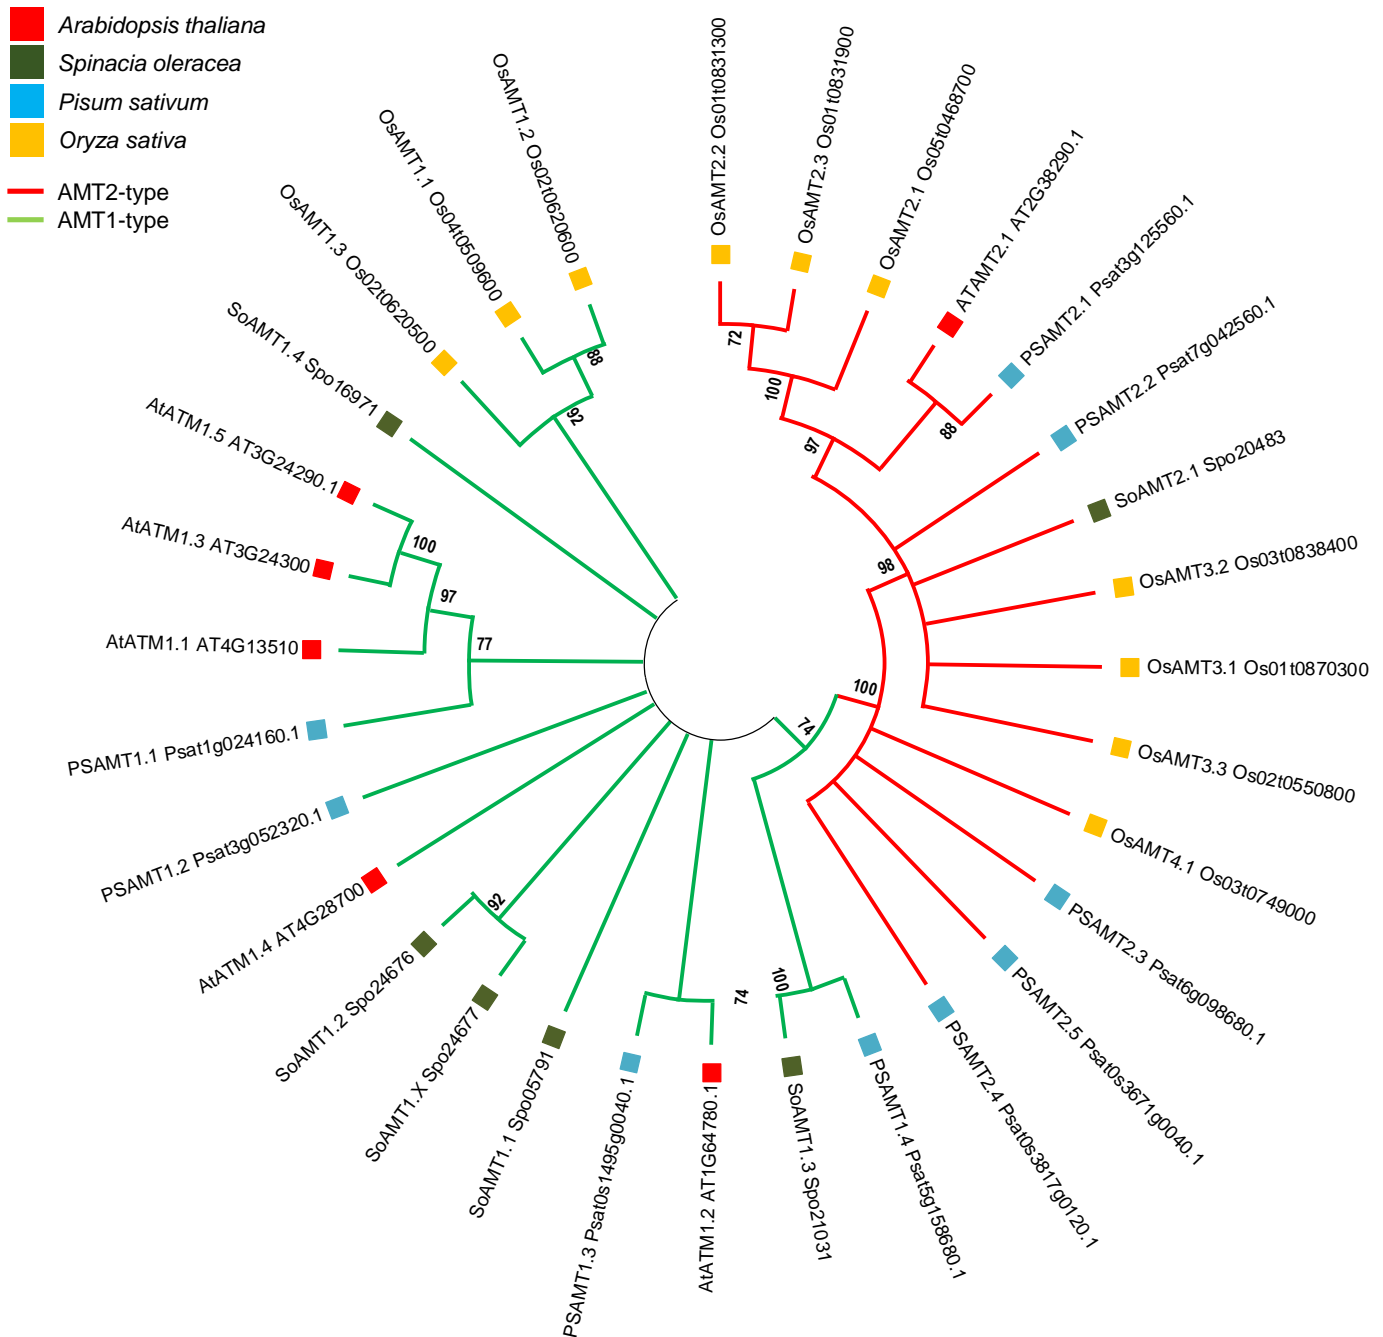 Arabidopsis thaliana
Spinacia oleracea
Pisum sativum
Oryza sativa
AMT2-type
AMT1-type
OsAMT2.2 Os01t0831300
OsAMT2.3 Os01t0831900
OsAMT2.1 Os05t0468700
ATAMT2.1 AT2G38290.1
PSAMT2.1 Psat3g125560.1
PSAMT2.2 Psat7g042560.1
SoAMT2.1 Spo20483
OsAMT3.2 Os03t0838400
OsAMT3.1 Os01t0870300
OsAMT3.3 Os02t0550800
OsAMT4.1 Os03t0749000
PSAMT2.3 Psat6g098680.1
PSAMT2.5 Psat0s3671g0040.1
PSAMT2.4 Psat0s3817g0120.1
PSAMT1.4 Psat5g158680.1
SoAMT1.3 Spo21031
AtATM1.2 AT1G64780.1
PSAMT1.3 Psat0s1495g0040.1
SoAMT1.1 Spo05791
SoAMT1.X Spo24677
SoAMT1.2 Spo24676
AtATM1.4 AT4G28700
PSAMT1.2 Psat3g052320.1
PSAMT1.1 Psat1g024160.1
AtATM1.1 AT4G13510
AtATM1.3 AT3G24300
AtATM1.5 AT3G24290.1
SoAMT1.4 Spo16971
OsAMT1.3 Os02t0620500
OsAMT1.1 Os04t0509600
OsAMT1.2 Os02t0620600
72
100
97
88
98
100
74
100
74
92
77
97
100
92
88